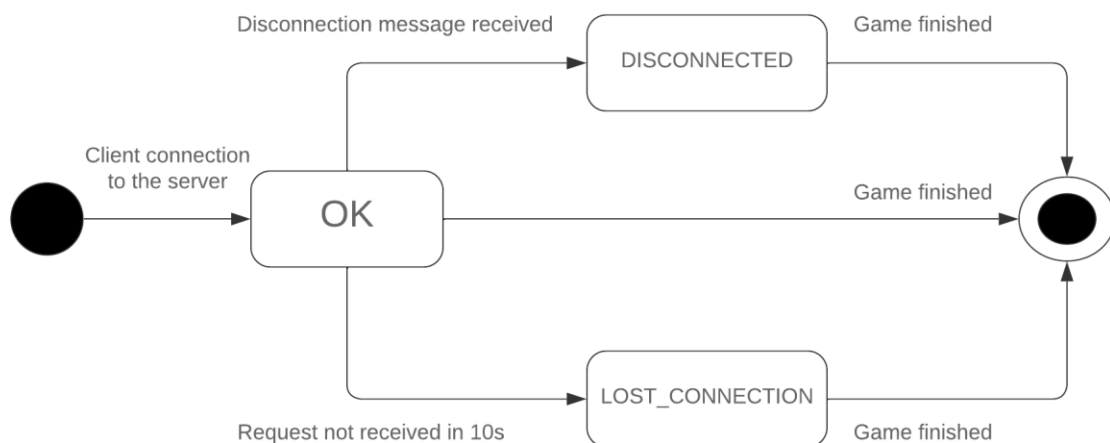 Disconnection message received
Game finished
DISCONNECTED
Client connection
to the server
OK
Game finished
LOST_CONNECTION
Request not received in 10s
Game finished